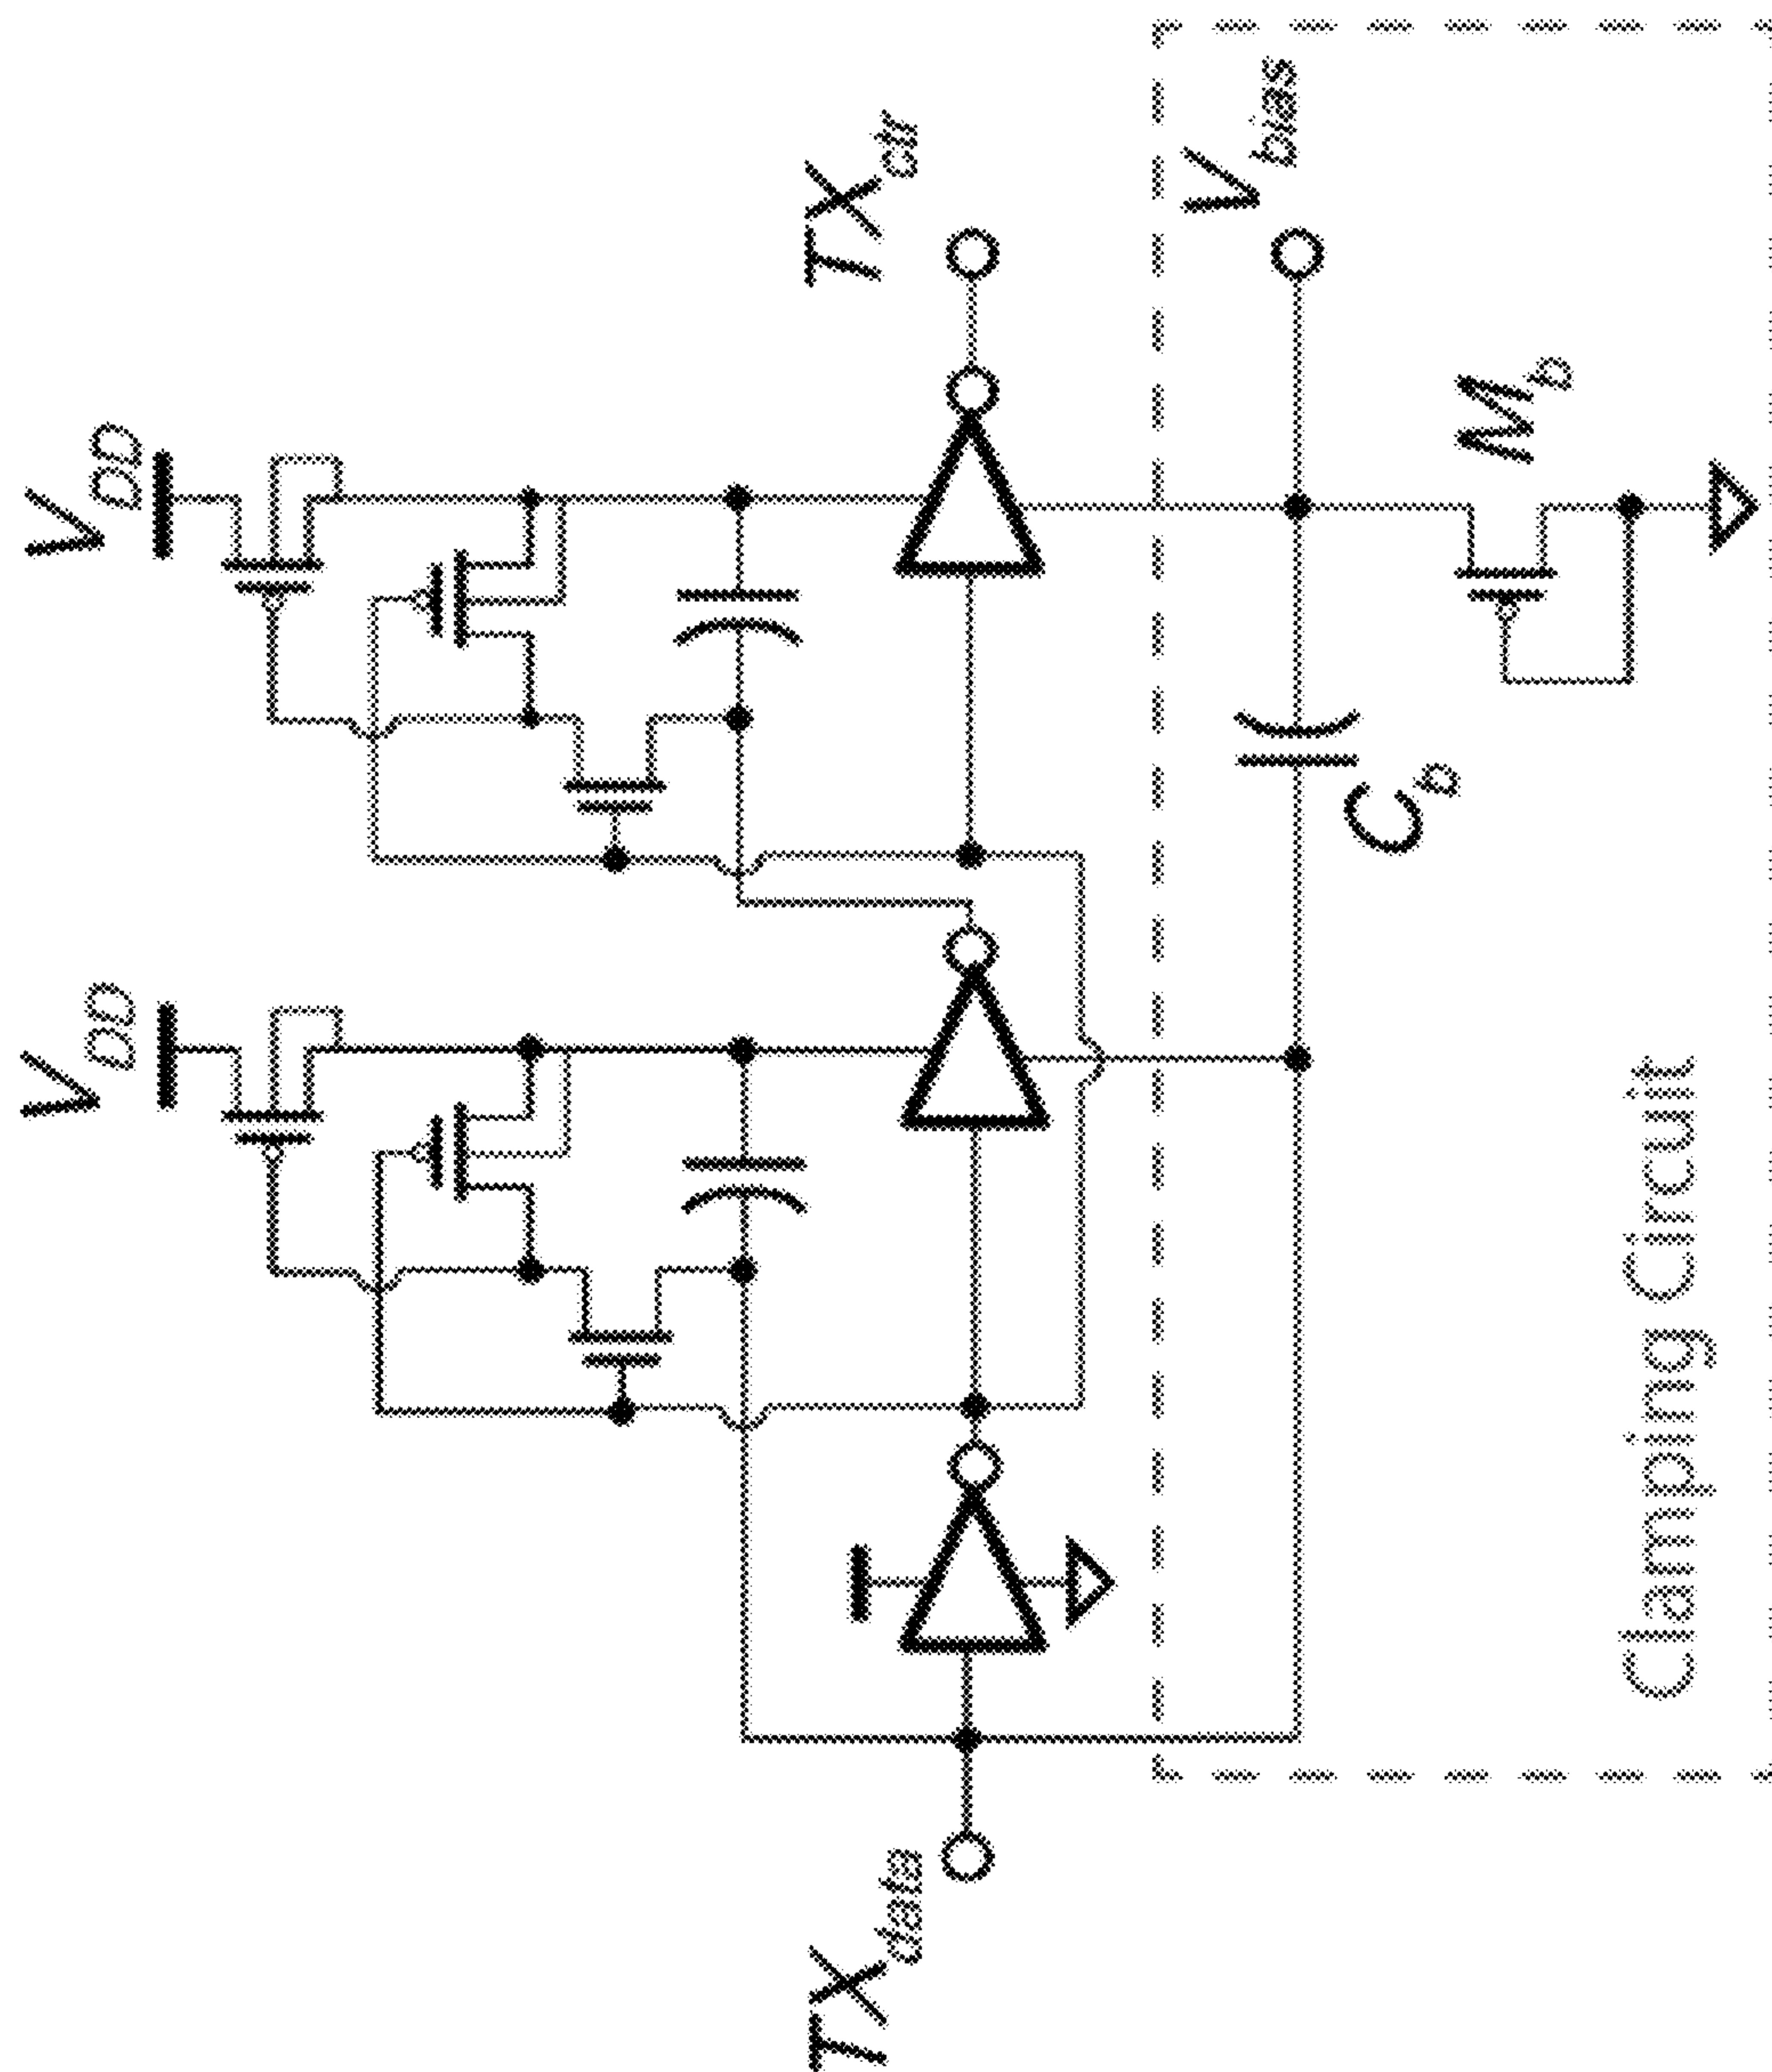 V_DD
V_DD
TX_data
TX_ctr
V_bias
C_b
M_b
Clamping Circuit